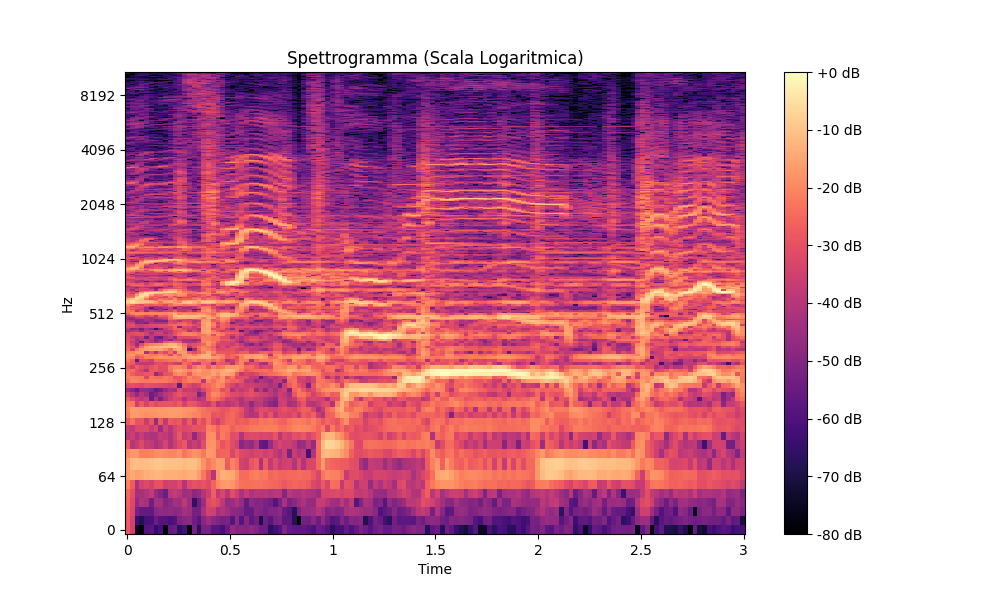 Spettrogramma (Scala Logaritmica)
8192
4096
2048
1024
512
256
128
64
0
Hz
0
0.5
1
1.5
2
2.5
3
Time
+0 dB
-10 dB
-20 dB
-30 dB
-40 dB
-50 dB
-60 dB
-70 dB
-80 dB